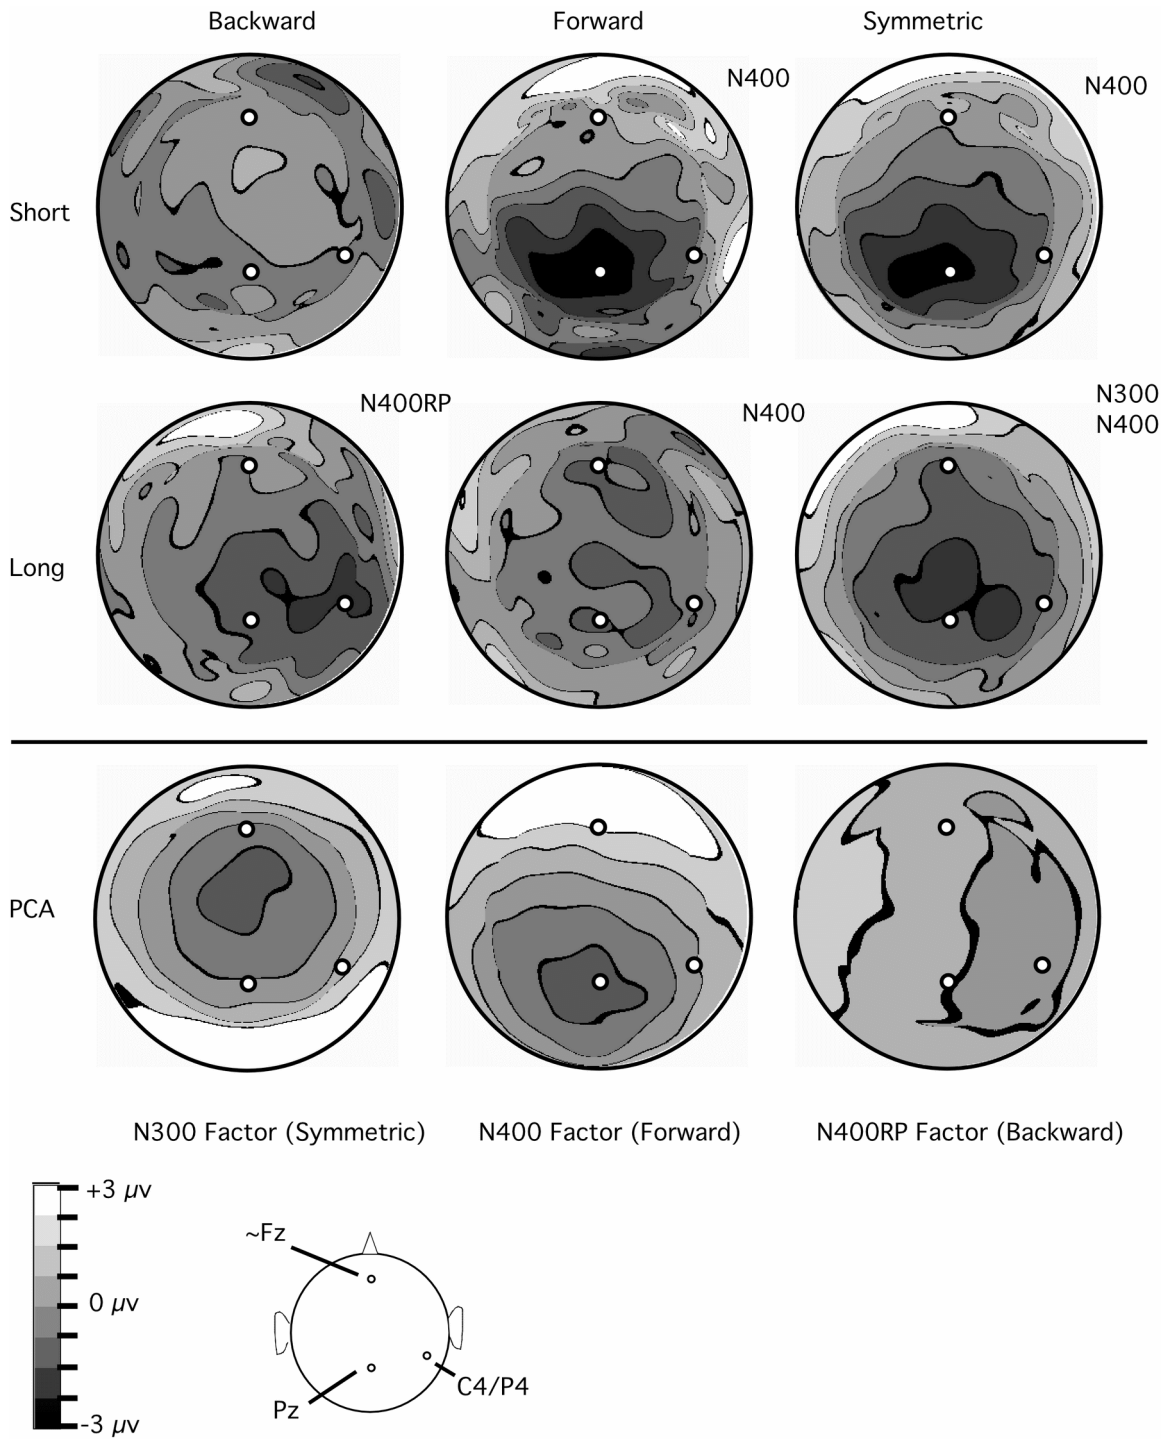 Backward Forward Symmetric
N400 N400
Short
N400RP N400 N300
N400
Long
PCA
N300 Factor (Symmetric) N400 Factor (Forward) N400RP Factor (Backward)
+3 µv
~Fz
0 µv
C4/P4
Pz
-3 µv